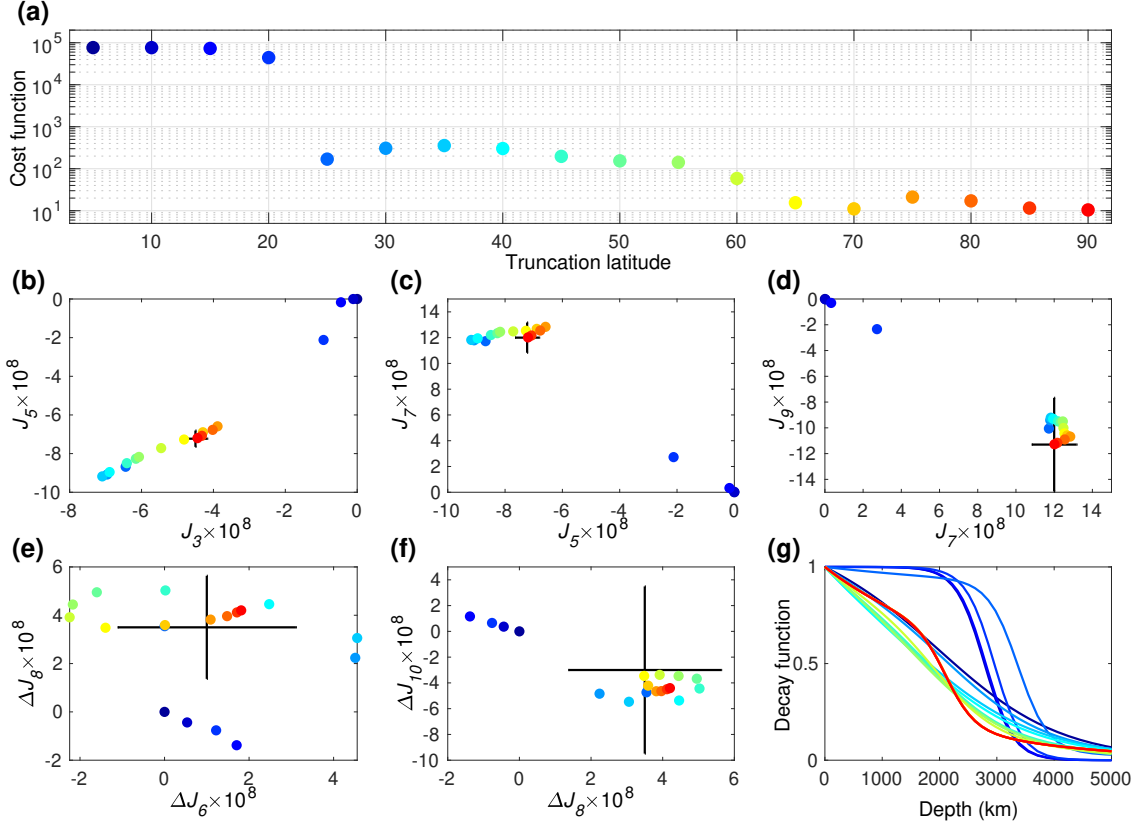 (a)
Cost function
10^5
10^4
10^3
10^2
10^1
10 20 30 40 50 60 70 80 90
Truncation latitude
(b)
J_5×10^8
0
-2
-4
-6
-8
-10
-8 -6 -4 -2 0
J_3×10^8
(c)
J_7×10^8
14
12
10
8
6
4
2
0
-10 -8 -6 -4 -2 0
J_5×10^8
(d)
J_9×10^8
0
-2
-4
-6
-8
-10
-12
-14
0 2 4 6 8 10 12 14
J_7×10^8
(e)
ΔJ_8×10^8
6
4
2
0
-2
-2 0 2 4
ΔJ_6×10^8
(f)
ΔJ_10×10^8
4
2
0
-2
-4
-6
-8
-10
-2 0 2 4 6
ΔJ_8×10^8
(g)
Decay function
1
0.5
0
0 1000 2000 3000 4000 5000
Depth (km)